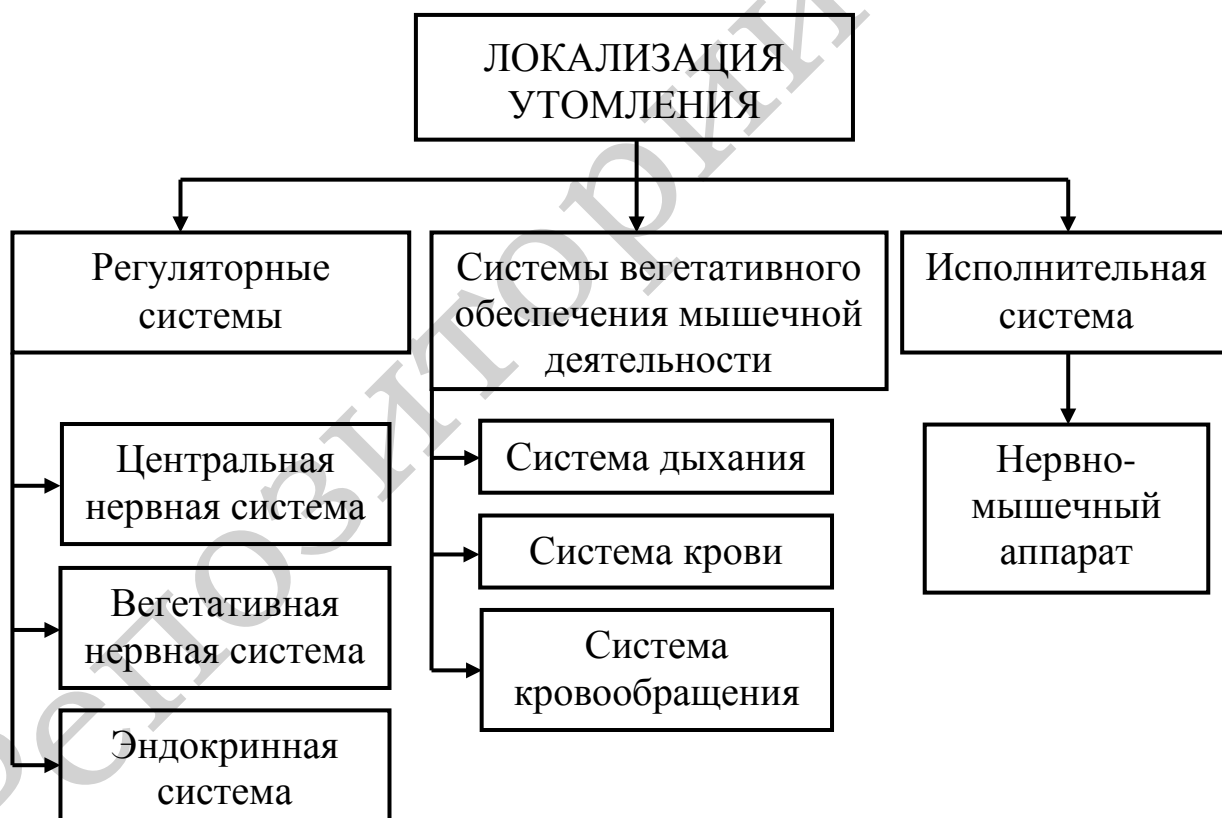 ЛОКАЛИЗАЦИЯ
УТОМЛЕНИЯ
Регуляторные
системы
Системы вегетативного
обеспечения мышечной
деятельности
Исполнительная
система
Центральная
нервная система
Вегетативная
нервная система
Эндокринная
система
Система дыхания
Система крови
Система
кровообращения
Нервно-
мышечный
аппарат
Репозитории